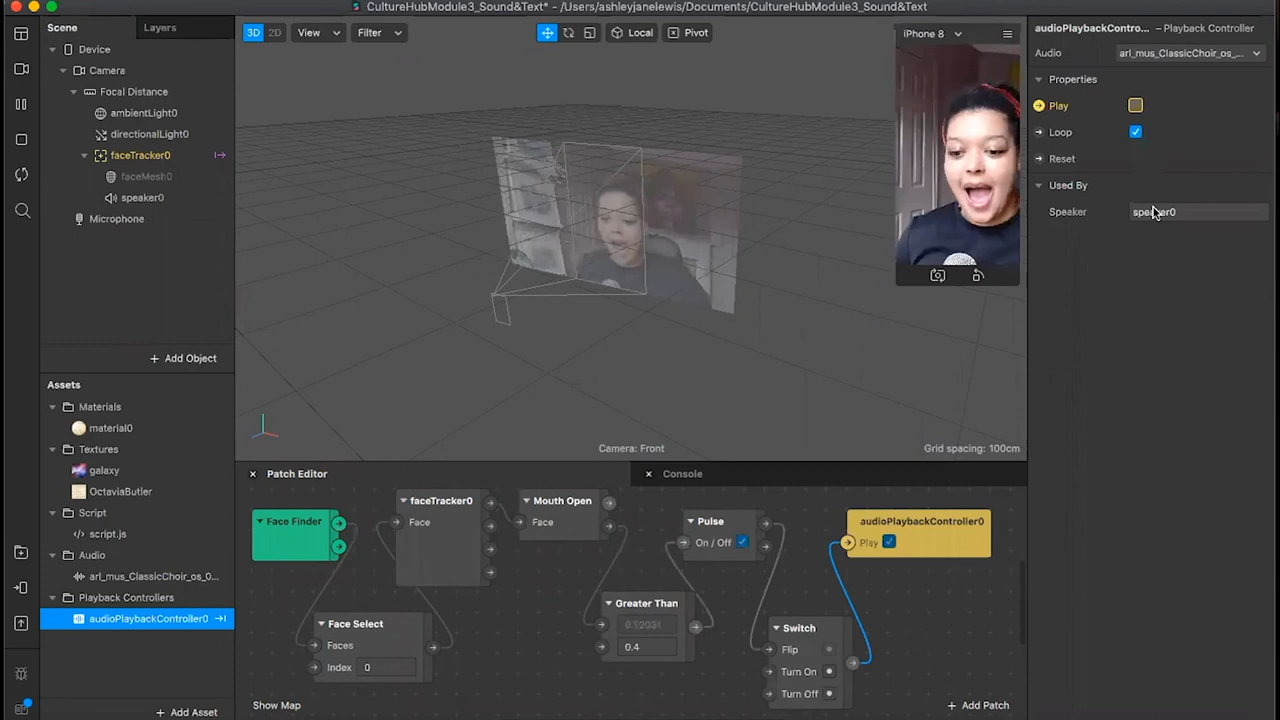 CultureHubModule3_Sound&Text* - /Users/ashleyjanelewis/Documents/CultureHubModule3_Sound&Text
Scene
Layers
Device
Camera
Focal Distance
ambientLight0
directionalLight0
faceTracker0
faceMesh0
speaker0
Microphone
Add Object
Assets
Materials
material0
Textures
galaxy
OctaviaButler
Script
script.js
Audio
arl_mus_ClassicChoir_os_0...
Playback Controllers
audioPlaybackController0
Add Asset
3D 2D View Filter Local Pivot
iPhone 8
Camera: Front
Grid spacing: 100cm
Patch Editor
Console
Face Finder
Face Select
Faces
Index 0
faceTracker0
Face
Mouth Open
Face
Greater Than
0.52031
0.4
Pulse
On / Off
Switch
Flip
Turn On
Turn Off
audioPlaybackController0
Play
Show Map
Add Patch
audioPlaybackContro... – Playback Controller
Audio arl_mus_ClassicChoir_os_...
Properties
Play
Loop
Reset
Used By
Speaker speaker0